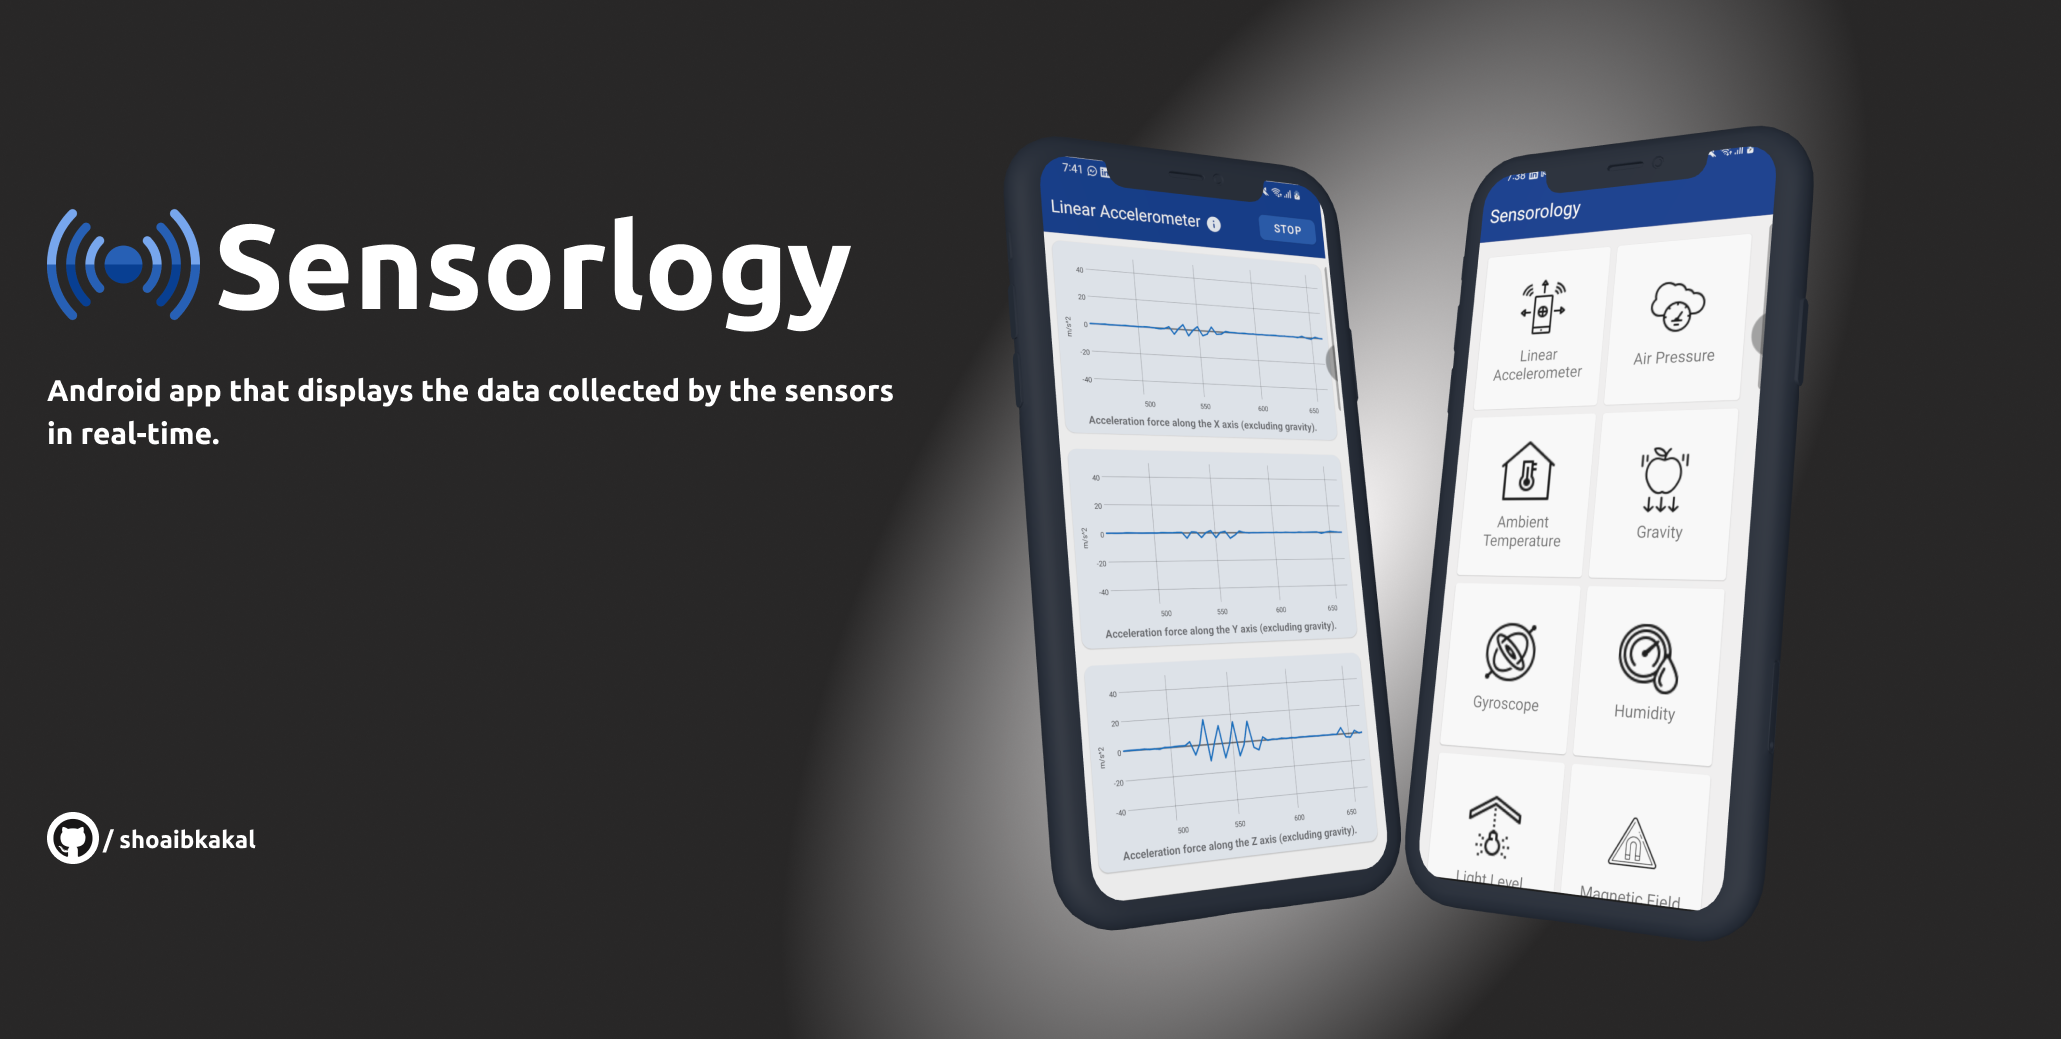 Sensorlogy
Android app that displays the data collected by the sensors
in real-time.
/ shoaibkakal
7:41
Linear Accelerometer
STOP
40
20
0
-20
-40
m/s^2
500 550 600 650
Acceleration force along the X axis (excluding gravity).
40
20
0
-20
-40
m/s^2
500 550 600 650
Acceleration force along the Y axis (excluding gravity).
40
20
0
-20
-40
m/s^2
500 550 600 650
Acceleration force along the Z axis (excluding gravity).
7:38
Sensorology
Linear
Accelerometer
Air Pressure
Ambient
Temperature
Gravity
Gyroscope
Humidity
Light Level
Magnetic Field